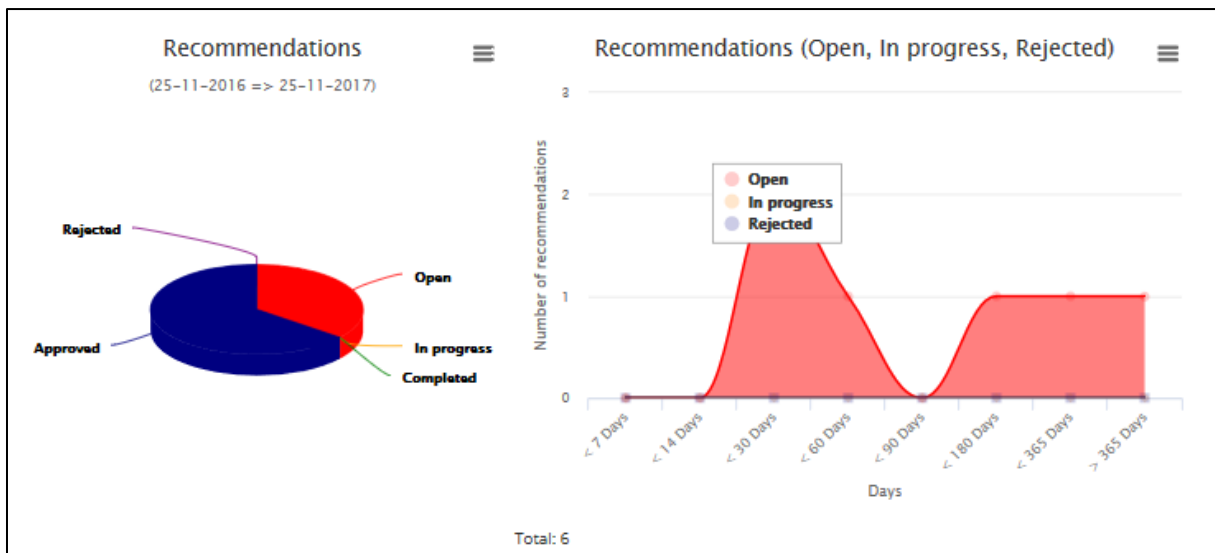 Recommendations
(25-11-2016 => 25-11-2017)
Rejected
Open
Approved
In progress
Completed
Recommendations (Open, In progress, Rejected)
Number of recommendations
3
2
1
0
Open
In progress
Rejected
< 7 Days
< 14 Days
< 30 Days
< 60 Days
< 90 Days
< 180 Days
< 365 Days
> 365 Days
Days
Total: 6